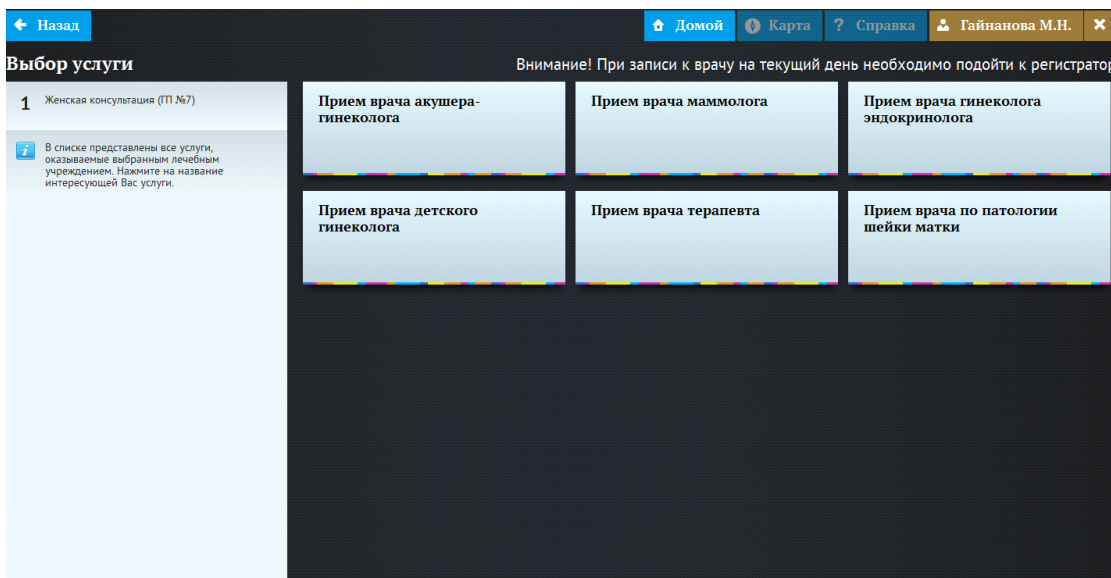 Назад
Домой
Карта
? Справка
Гайнанова М.Н.
Выбор услуги
Внимание! При записи к врачу на текущий день необходимо подойти к регистратор
1 Женская консультация (ГП №7)
В списке представлены все услуги,
оказываемые выбранным лечебным
учреждением. Нажмите на название
интересующей Вас услуги.
Прием врача акушера-
гинеколога
Прием врача маммолога
Прием врача гинеколога
эндокринолога
Прием врача детского
гинеколога
Прием врача терапевта
Прием врача по патологии
шейки матки